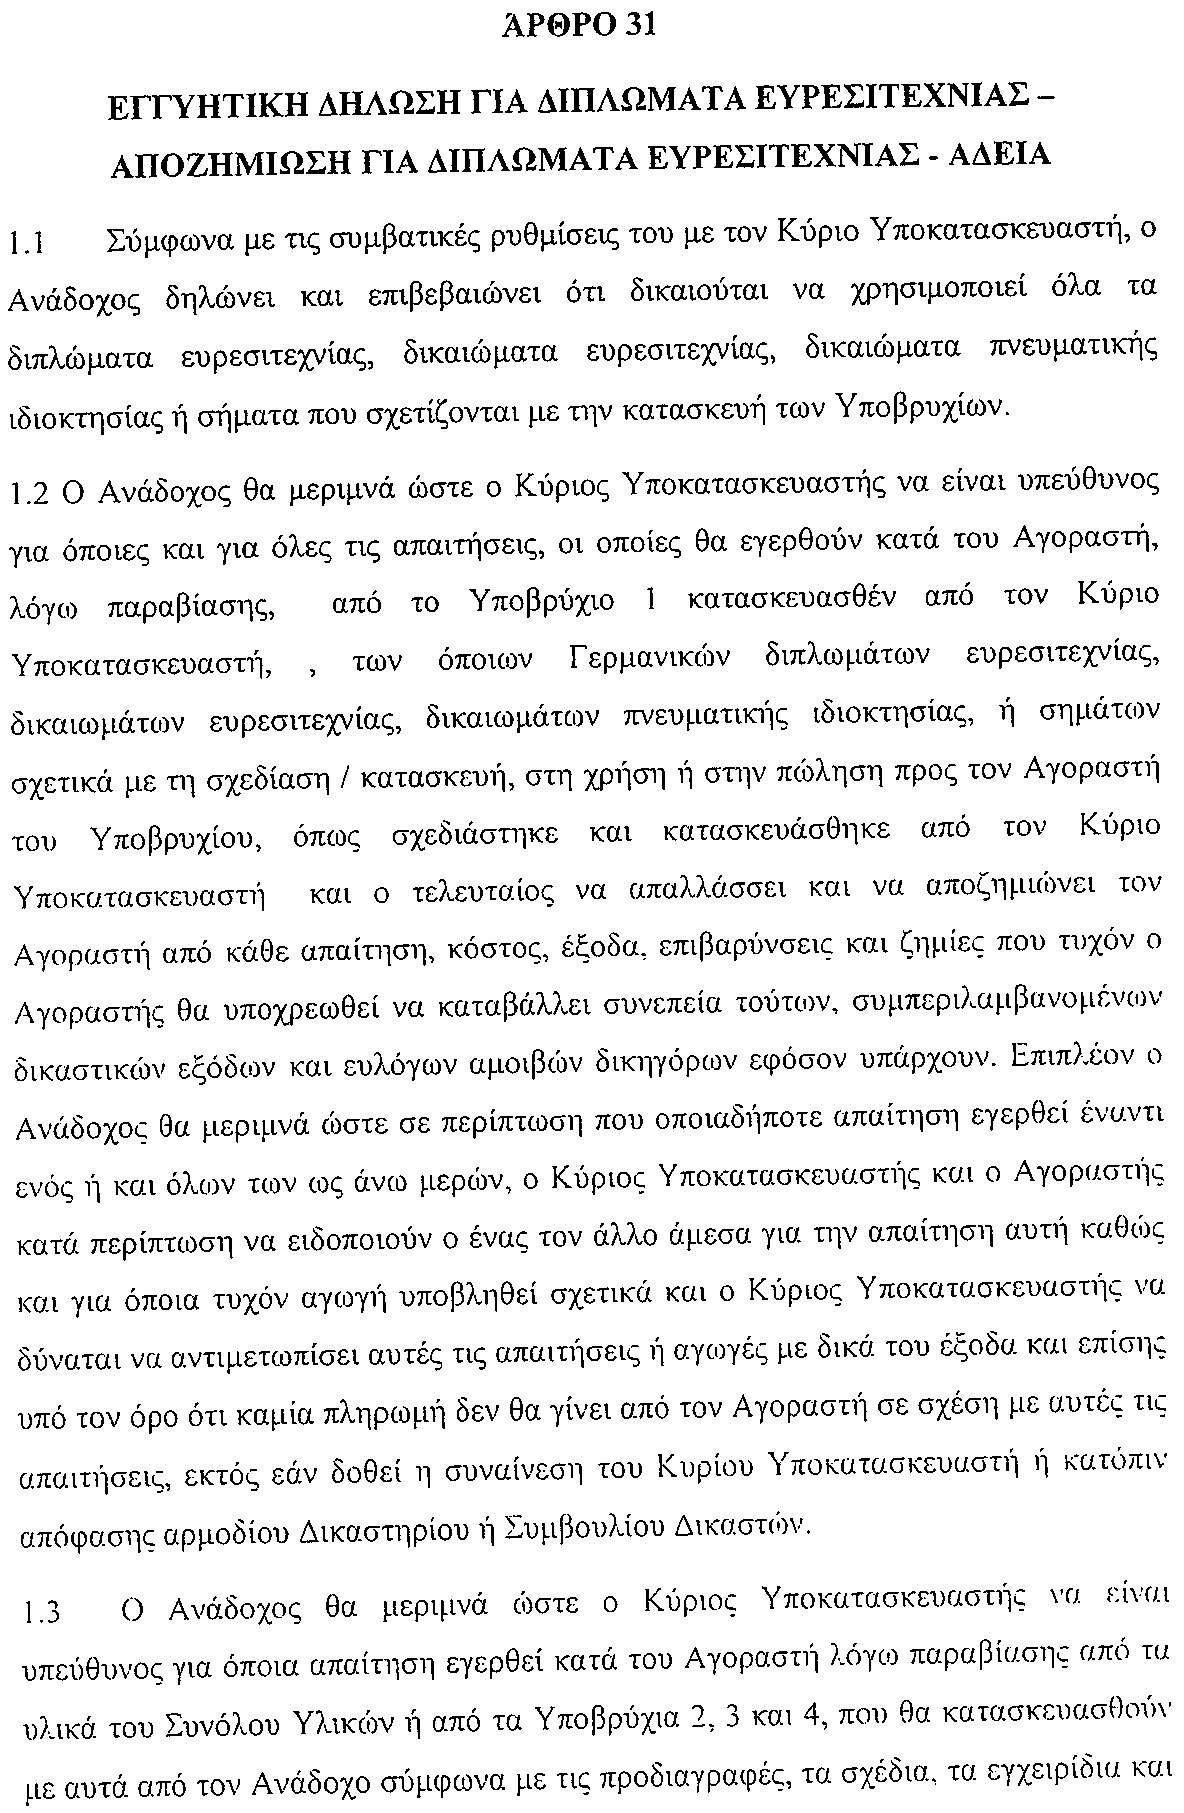 ΆΡΘΡΟ 31
ΕΓΓΥΗΤΙΚΗ ΔΗΛΩΣΗ ΓΙΑ ΔΙΠΛΩΜΑΤΑ ΕΥΡΕΣΙΤΕΧΝΙΑΣ –
ΑΠΟΖΗΜΙΩΣΗ ΓΙΑ ΔΙΠΛΩΜΑΤΑ ΕΥΡΕΣΙΤΕΧΝΙΑΣ - ΑΔΕΙΑ
1.1 Σύμφωνα με τις συμβατικές ρυθμίσεις του με τον Κύριο Υποκατασκευαστή, ο
Ανάδοχος δηλώνει και επιβεβαιώνει ότι δικαιούται να χρησιμοποιεί όλα τα
διπλώματα ευρεσιτεχνίας, δικαιώματα ευρεσιτεχνίας, δικαιώματα πνευματικής
ιδιοκτησίας ή σήματα που σχετίζονται με την κατασκευή των Υποβρυχίων.
1.2 Ο Ανάδοχος θα μεριμνά ώστε ο Κύριος Υποκατασκευαστής να είναι υπεύθυνος
για όποιες και για όλες τις απαιτήσεις, οι οποίες θα εγερθούν κατά του Αγοραστή,
λόγω παραβίασης, από το Υποβρύχιο 1 κατασκευασθέν από τον Κύριο
Υποκατασκευαστή, , των όποιων Γερμανικών διπλωμάτων ευρεσιτεχνίας,
δικαιωμάτων ευρεσιτεχνίας, δικαιωμάτων πνευματικής ιδιοκτησίας, ή σημάτων
σχετικά με τη σχεδίαση / κατασκευή, στη χρήση ή στην πώληση προς τον Αγοραστή
του Υποβρυχίου, όπως σχεδιάστηκε και κατασκευάσθηκε από τον Κύριο
Υποκατασκευαστή και ο τελευταίος να απαλλάσσει και να αποζημιώνει τον
Αγοραστή από κάθε απαίτηση, κόστος, έξοδα, επιβαρύνσεις και ζημίες που τυχόν ο
Αγοραστής θα υποχρεωθεί να καταβάλλει συνεπεία τούτων, συμπεριλαμβανομένων
δικαστικών εξόδων και ευλόγων αμοιβών δικηγόρων εφόσον υπάρχουν. Επιπλέον ο
Ανάδοχος θα μεριμνά ώστε σε περίπτωση που οποιαδήποτε απαίτηση εγερθεί έναντι
ενός ή και όλων των ως άνω μερών, ο Κύριος Υποκατασκευαστής και ο Αγοραστής
κατά περίπτωση να ειδοποιούν ο ένας τον άλλο άμεσα για την απαίτηση αυτή καθώς
και για όποια τυχόν αγωγή υποβληθεί σχετικά και ο Κύριος Υποκατασκευαστής να
δύναται να αντιμετωπίσει αυτές τις απαιτήσεις ή αγωγές με δικά του έξοδα και επίσης
υπό τον όρο ότι καμία πληρωμή δεν θα γίνει από τον Αγοραστή σε σχέση με αυτές τις
απαιτήσεις, εκτός εάν δοθεί η συναίνεση του Κυρίου Υποκατασκευαστή ή κατόπιν
απόφασης αρμοδίου Δικαστηρίου ή Συμβουλίου Δικαστών.
1.3 Ο Ανάδοχος θα μεριμνά ώστε ο Κύριος Υποκατασκευαστής να είναι
υπεύθυνος για όποια απαίτηση εγερθεί κατά του Αγοραστή λόγω παραβίασης από τα
υλικά του Συνόλου Υλικών ή από τα Υποβρύχια 2, 3 και 4, που θα κατασκευασθούν
με αυτά από τον Ανάδοχο σύμφωνα με τις προδιαγραφές, τα σχέδια, τα εγχειρίδια και